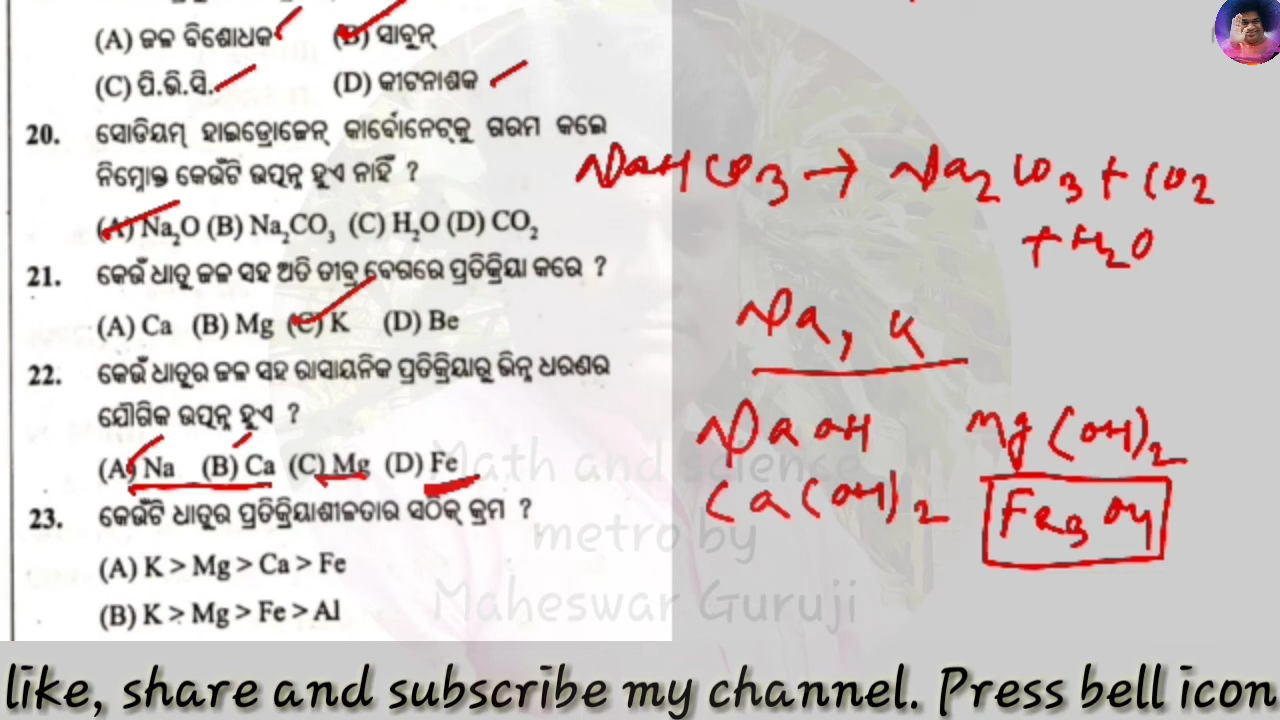 (A) ଜଳ ବିଶୋଧକ (B) ସାବୁନ୍
(C) ପି.ଭି.ସି. (D) କୀଟନାଶକ
20. ସୋଡିୟମ୍ ହାଇଡ୍ରୋଜେନ୍ କାର୍ବୋନେଟ୍‌କୁ ଗରମ କଲେ
ନିମ୍ନୋକ୍ତ କେଉଁଟି ଉତ୍ପନ୍ନ ହୁଏ ନାହିଁ ?
(A) Na₂O (B) Na₂CO₃ (C) H₂O (D) CO₂
NaHCO₃ → Na₂CO₃ + CO₂
+ H₂O
21. କେଉଁ ଧାତୁ ଜଳ ସହ ଅତି ତୀବ୍ର ବେଗରେ ପ୍ରତିକ୍ରିୟା କରେ ?
(A) Ca (B) Mg (C) K (D) Be
Na, K
22. କେଉଁ ଧାତୁର ଜଳ ସହ ରାସାୟନିକ ପ୍ରତିକ୍ରିୟାରୁ ଭିନ୍ନ ଧରଣର
ଯୌଗିକ ଉତ୍ପନ୍ନ ହୁଏ ?
(A) Na (B) Ca (C) Mg (D) Fe
NaOH Mg(OH)₂
Ca(OH)₂ Fe₃O₄
23. କେଉଁଟି ଧାତୁର ପ୍ରତିକ୍ରିୟାଶୀଳତାର ସଠିକ୍ କ୍ରମ ?
(A) K > Mg > Ca > Fe
(B) K > Mg > Fe > Al
Math and science
metro by
Maheswar Guruji
like, share and subscribe my channel. Press bell icon